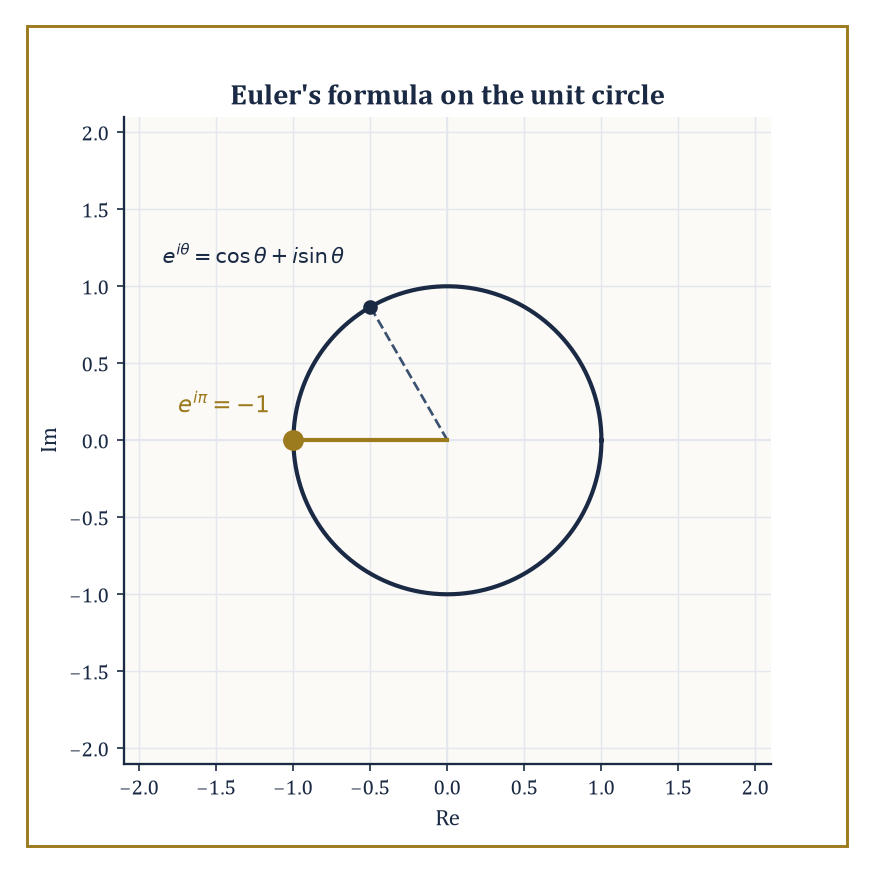 Euler's formula on the unit circle
2.0
1.5
e^{iθ} = cos θ + i sin θ
1.0
0.5
e^{iπ} = −1
0.0
Im
−0.5
−1.0
−1.5
−2.0
−2.0 −1.5 −1.0 −0.5 0.0 0.5 1.0 1.5 2.0
Re